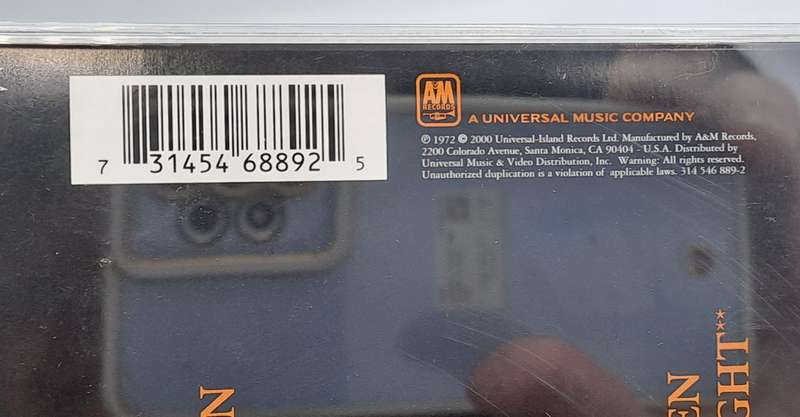 7 31454 68892 5
A&M
RECORDS
A UNIVERSAL MUSIC COMPANY
℗ 1972 © 2000 Universal-Island Records Ltd. Manufactured by A&M Records,
2200 Colorado Avenue, Santa Monica, CA 90404 - U.S.A. Distributed by
Universal Music & Video Distribution, Inc. Warning: All rights reserved.
Unauthorized duplication is a violation of applicable laws. 314 546 889-2
N
EN
GHT**